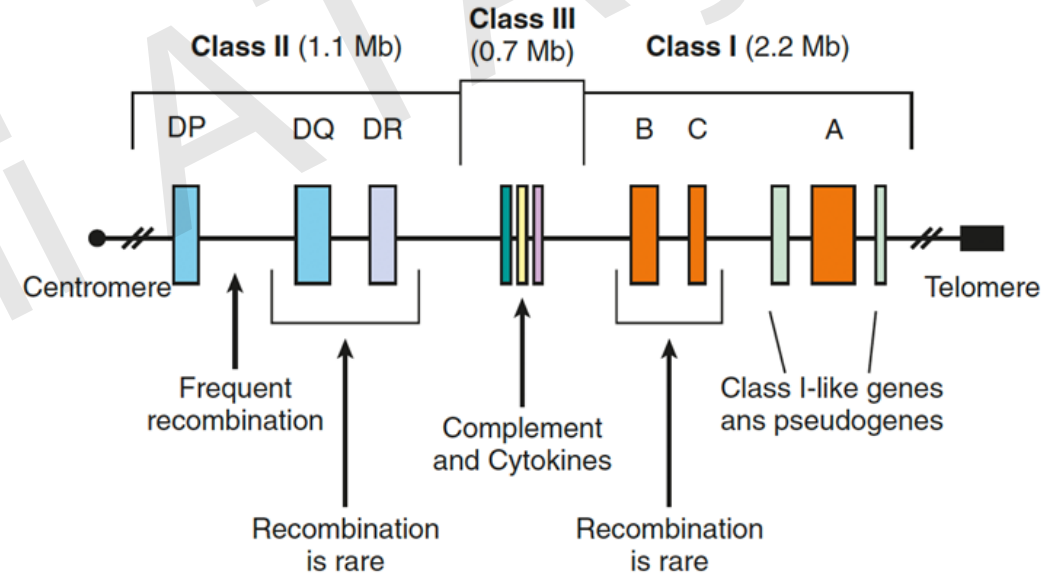 Class III
Class II (1.1 Mb)
(0.7 Mb)
Class I (2.2 Mb)
DP
DQ
DR
B
C
A
Centromere
Telomere
Frequent
recombination
Complement
and Cytokines
Class I-like genes
ans pseudogenes
Recombination
is rare
Recombination
is rare